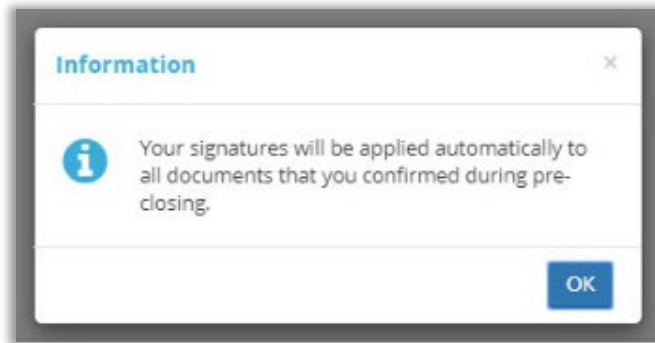 Information
×
Your signatures will be applied automatically to
all documents that you confirmed during pre-
closing.
OK